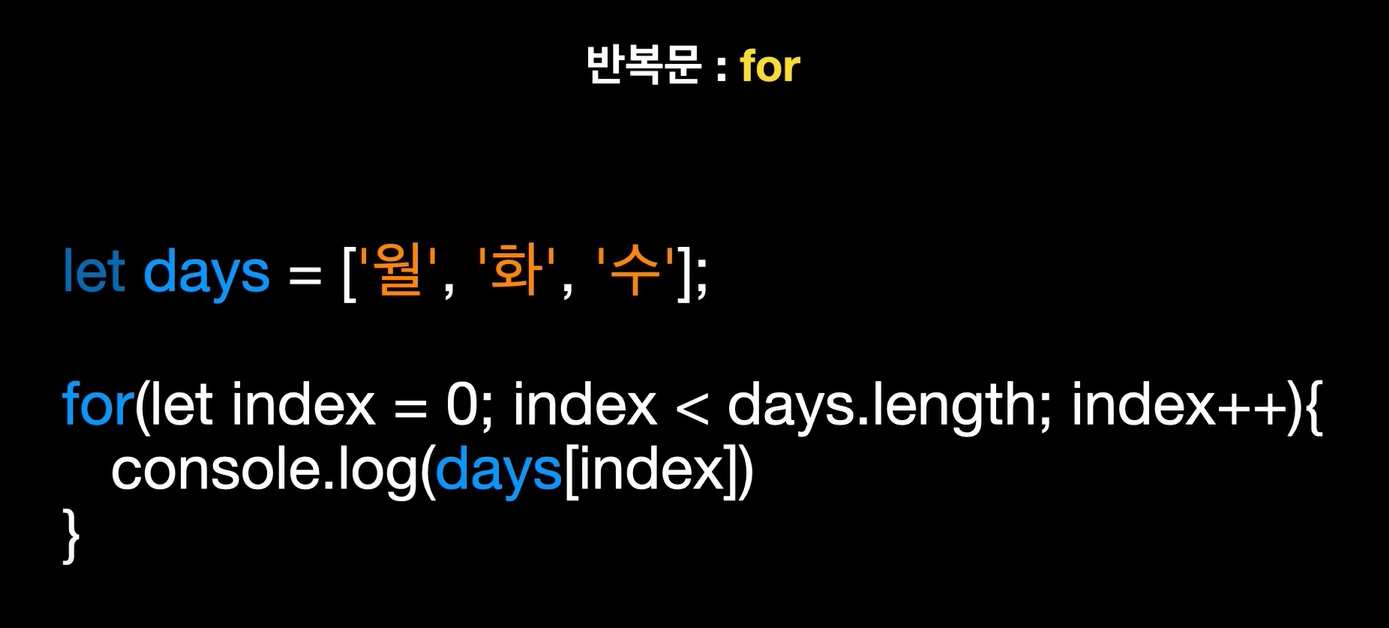 반복문 : for
let days = ['월', '화', '수'];
for(let index = 0; index < days.length; index++){
console.log(days[index])
}